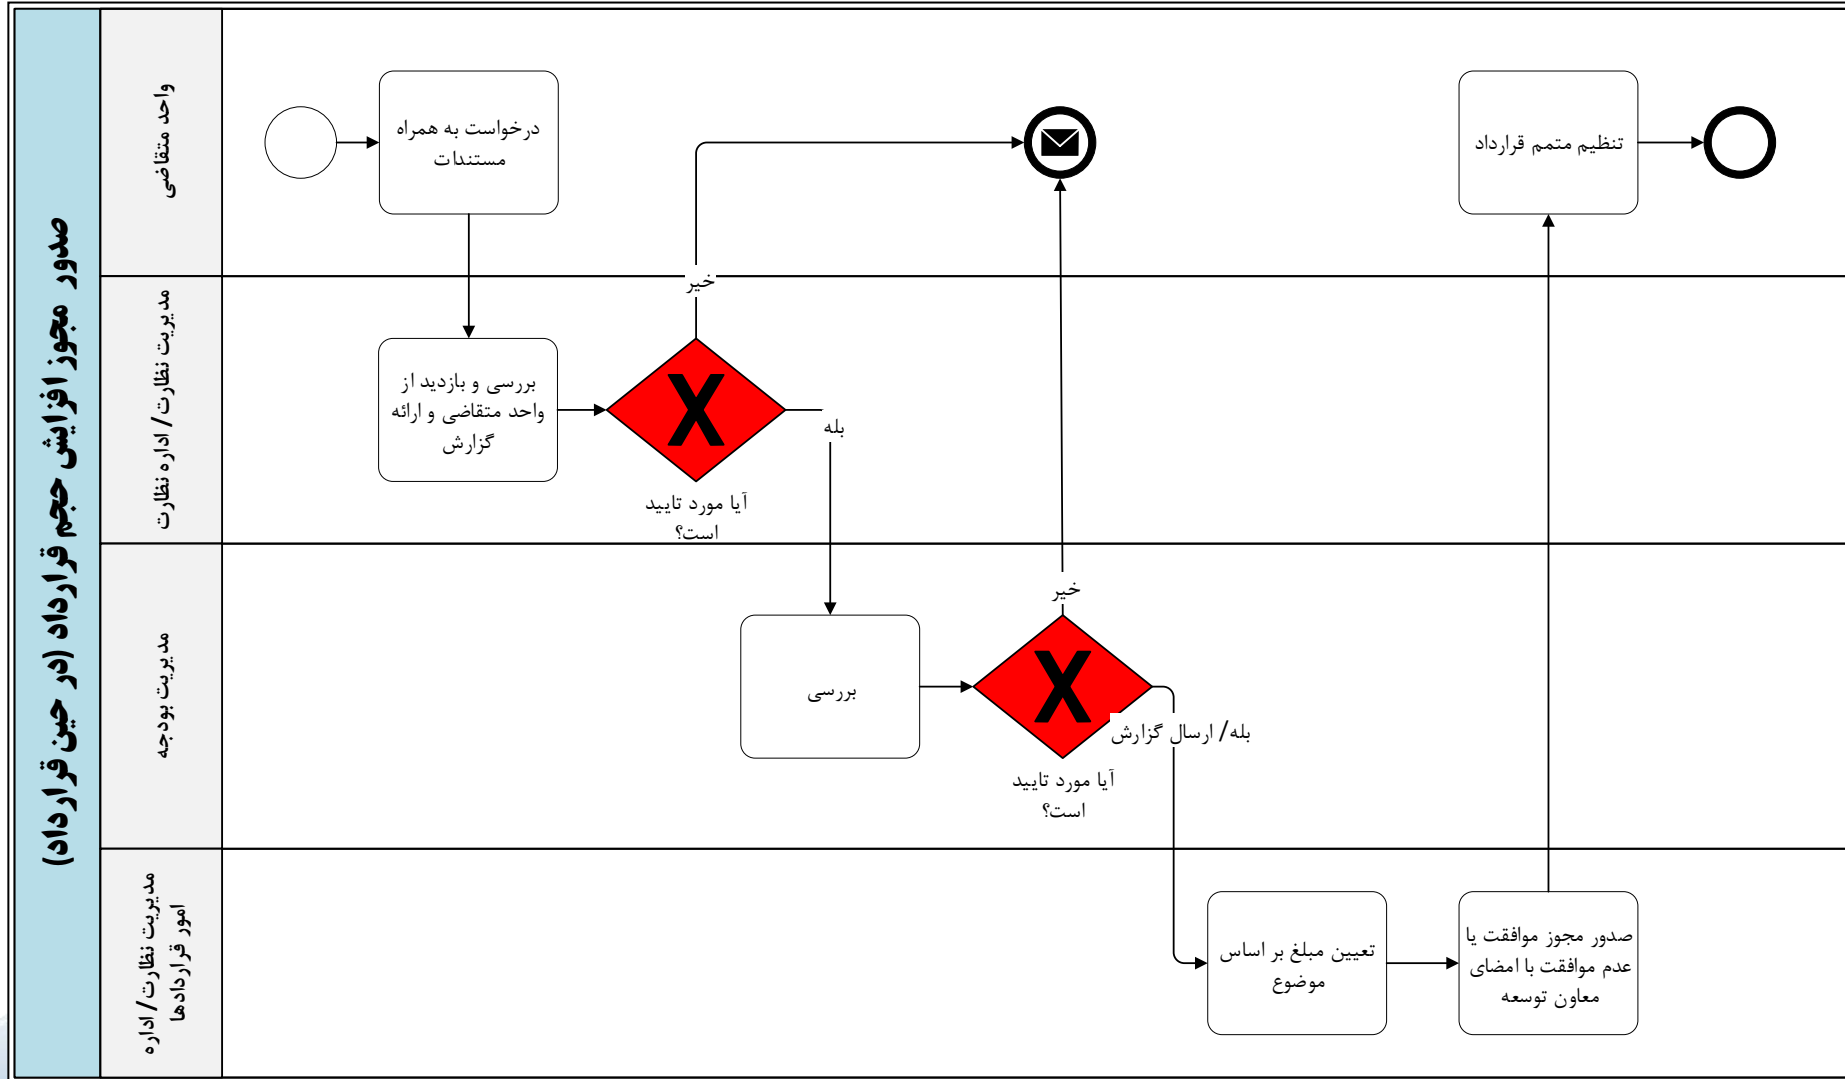 صدور مجوز افزایش حجم قرارداد (در حین قرارداد)
واحد متقاضی
درخواست به همراه
مستندات
تنظیم متمم قرارداد
مدیریت نظارت/ اداره نظارت
خیر
بررسی و بازدید از
واحد متقاضی و ارائه
گزارش
X
بله
آیا مورد تایید
است؟
مدیریت بودجه
خیر
بررسی
X
بله/ ارسال گزارش
آیا مورد تایید
است؟
مدیریت نظارت/ اداره
امور قراردادها
تعیین مبلغ بر اساس
موضوع
صدور مجوز موافقت یا
عدم موافقت با امضای
معاون توسعه